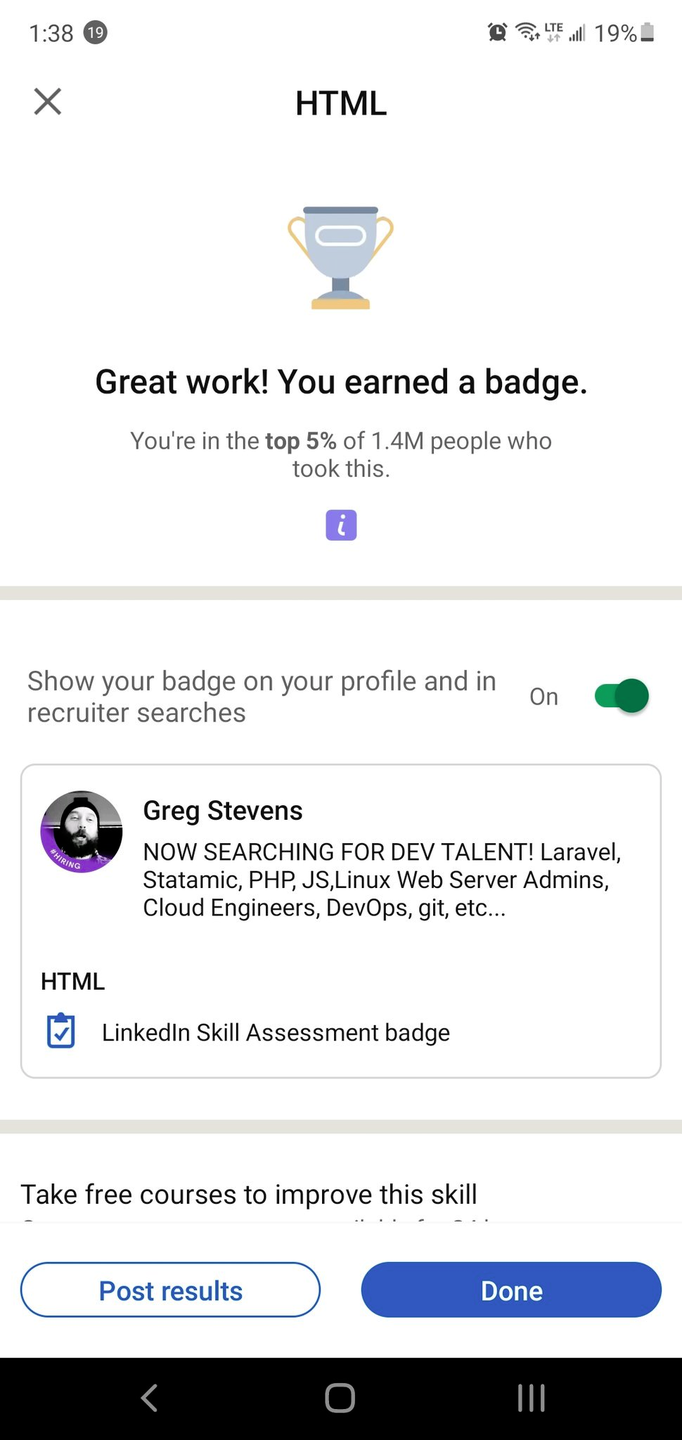 1:38 19 LTE 19%
HTML
Great work! You earned a badge.
You're in the top 5% of 1.4M people who
took this.
i
Show your badge on your profile and in
recruiter searches
On
#HIRING
Greg Stevens
NOW SEARCHING FOR DEV TALENT! Laravel,
Statamic, PHP, JS,Linux Web Server Admins,
Cloud Engineers, DevOps, git, etc...
HTML
LinkedIn Skill Assessment badge
Take free courses to improve this skill
Post results
Done